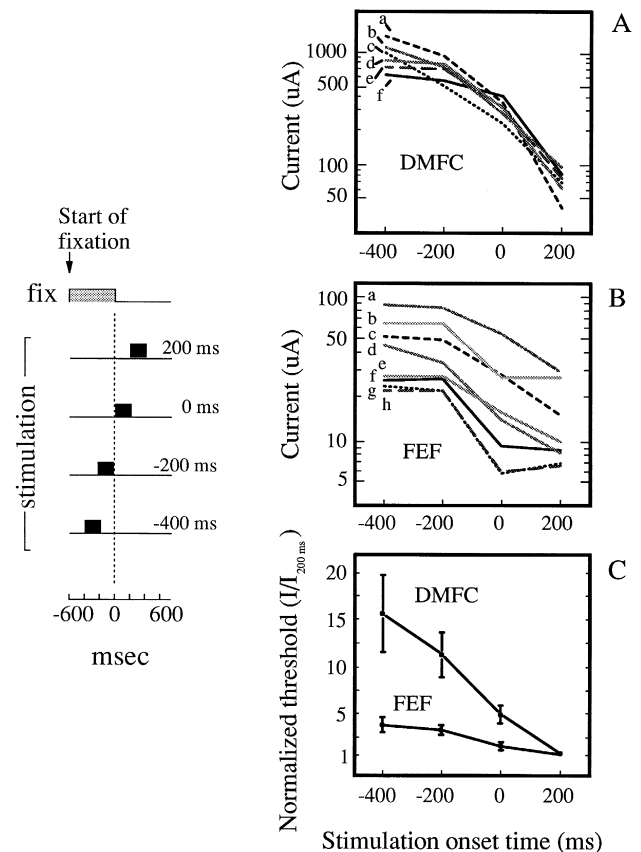 Start of
fixation
fix
stimulation
200 ms
0 ms
-200 ms
-400 ms
-600 0 600
msec
A
Current (uA)
1000
500
100
50
a
b
c
d
e
f
DMFC
-400 -200 0 200
B
Current (uA)
100
50
10
5
a
b
c
d
e
f
g
h
FEF
-400 -200 0 200
C
Normalized threshold (I/I200 ms)
20
15
10
5
1
DMFC
FEF
-400 -200 0 200
Stimulation onset time (ms)